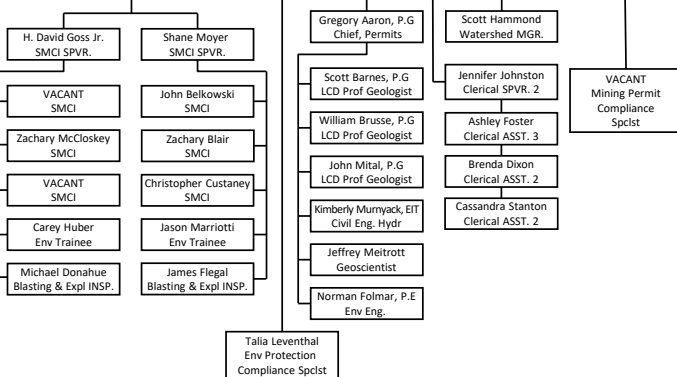 H. David Goss Jr.
SMCI SPVR.
VACANT
SMCI
Zachary McCloskey
SMCI
VACANT
SMCI
Carey Huber
Env Trainee
Michael Donahue
Blasting & Expl INSP.
Shane Moyer
SMCI SPVR.
John Belkowski
SMCI
Zachary Blair
SMCI
Christopher Custaney
SMCI
Jason Marriotti
Env Trainee
James Flegal
Blasting & Expl INSP.
Talia Leventhal
Env Protection
Compliance Spclst
Gregory Aaron, P.G
Chief, Permits
Scott Barnes, P.G
LCD Prof Geologist
William Brusse, P.G
LCD Prof Geologist
John Mital, P.G
LCD Prof Geologist
Kimberly Murnyack, EIT
Civil Eng. Hydr
Jeffrey Meitrott
Geoscientist
Norman Folmar, P.E
Env Eng.
Scott Hammond
Watershed MGR.
Jennifer Johnston
Clerical SPVR. 2
Ashley Foster
Clerical ASST. 3
Brenda Dixon
Clerical ASST. 2
Cassandra Stanton
Clerical ASST. 2
VACANT
Mining Permit
Compliance
Spclst